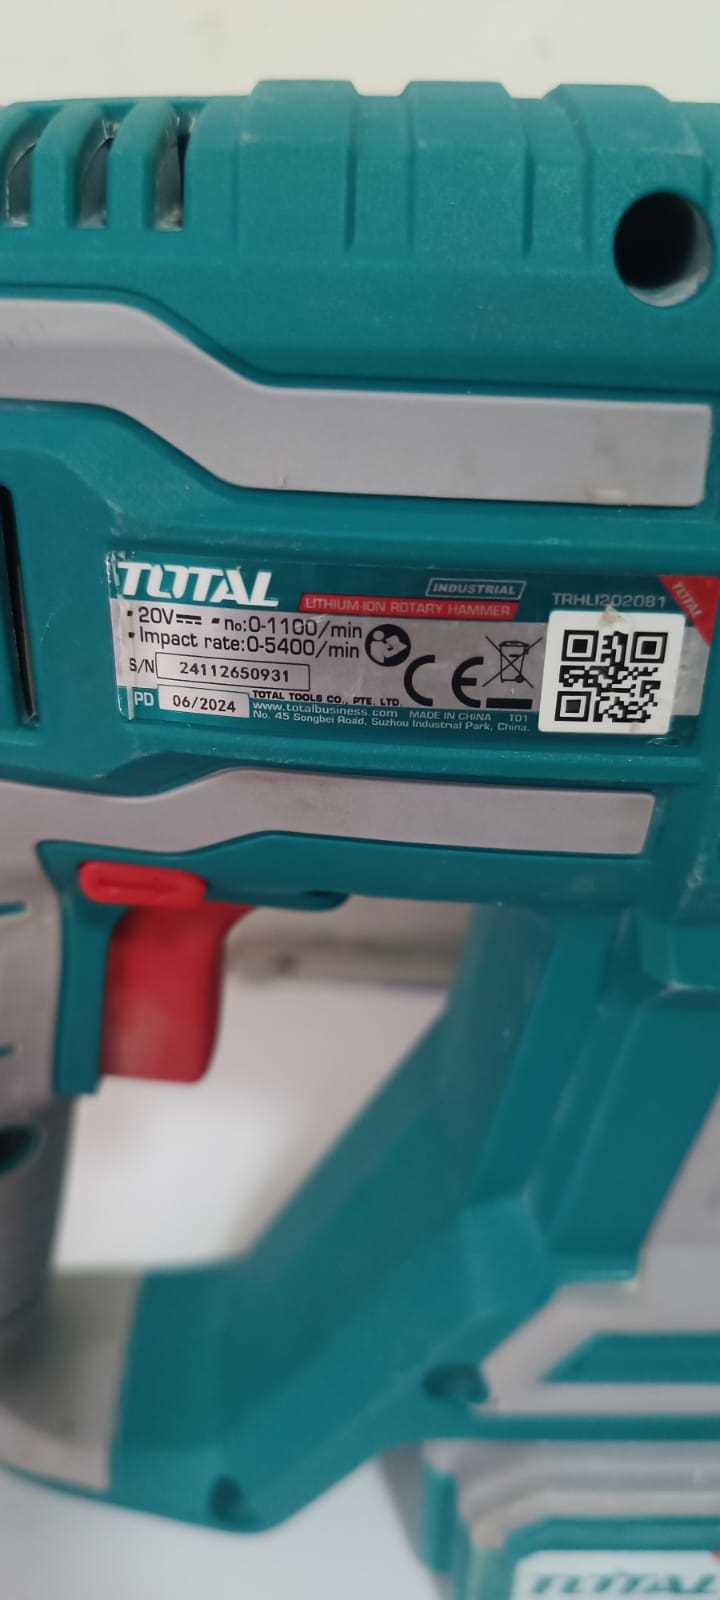 TOTAL
INDUSTRIAL
LITHIUM-ION ROTARY HAMMER
TRHLI202081
TOTAL
· 20V⎓ · no:0-1100/min
· Impact rate:0-5400/min
S/N 24112650931
CE
PD 06/2024
TOTAL TOOLS CO., PTE. LTD.
www.totalbusiness.com MADE IN CHINA T01
No. 45 Songbei Road, Suzhou Industrial Park, China.
TOTAL